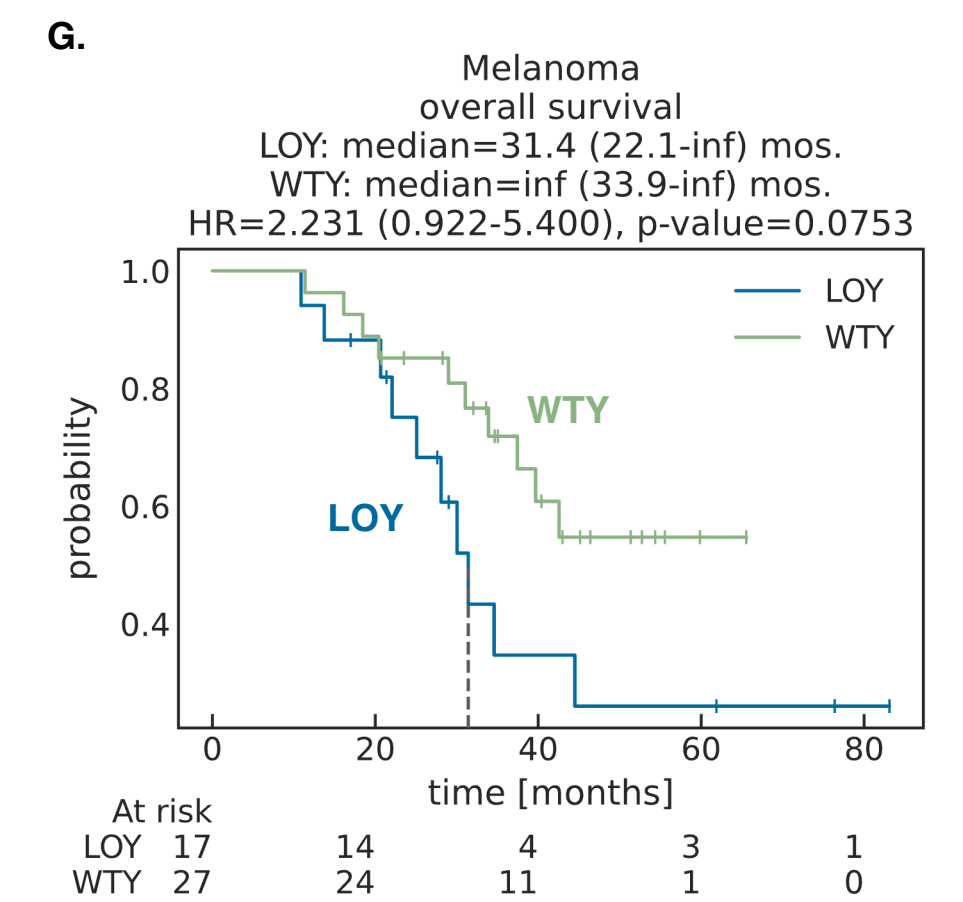 G.
Melanoma
overall survival
LOY: median=31.4 (22.1-inf) mos.
WTY: median=inf (33.9-inf) mos.
HR=2.231 (0.922-5.400), p-value=0.0753
1.0
0.8
0.6
0.4
probability
LOY
WTY
WTY
LOY
0 20 40 60 80
time [months]
At risk
LOY 17 14 4 3 1
WTY 27 24 11 1 0